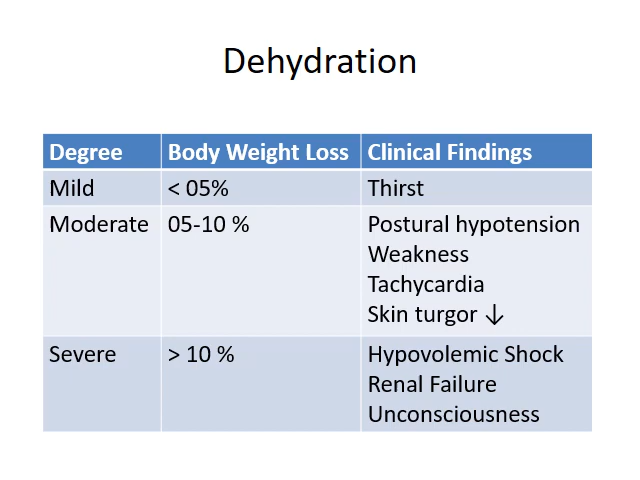 Dehydration
Degree Body Weight Loss Clinical Findings
Mild < 05% Thirst
Moderate 05-10 % Postural hypotension
Weakness
Tachycardia
Skin turgor ↓
Severe > 10 % Hypovolemic Shock
Renal Failure
Unconsciousness